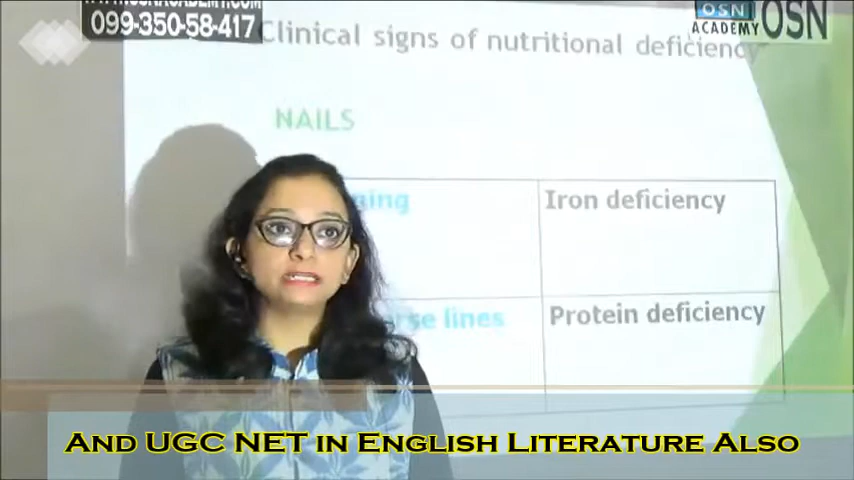 099-350-58-417
OSN
ACADEMY
OSN
Clinical signs of nutritional deficiency
NAILS
Iron deficiency
lines
Protein deficiency
AND UGC NET IN ENGLISH LITERATURE ALSO